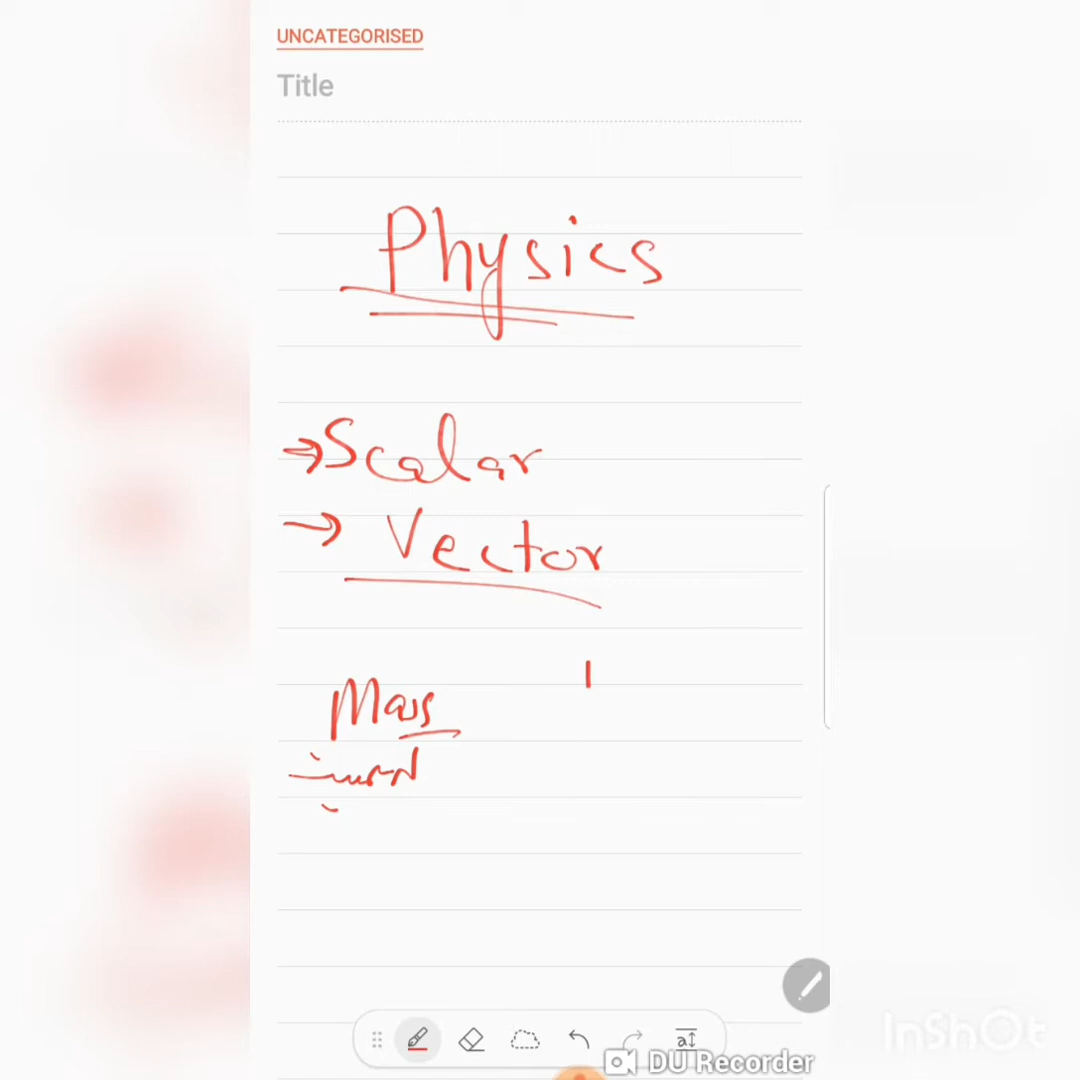 UNCATEGORISED
Title
Physics
→Scalar
→ Vector
Mass
DU Recorder
InShOt